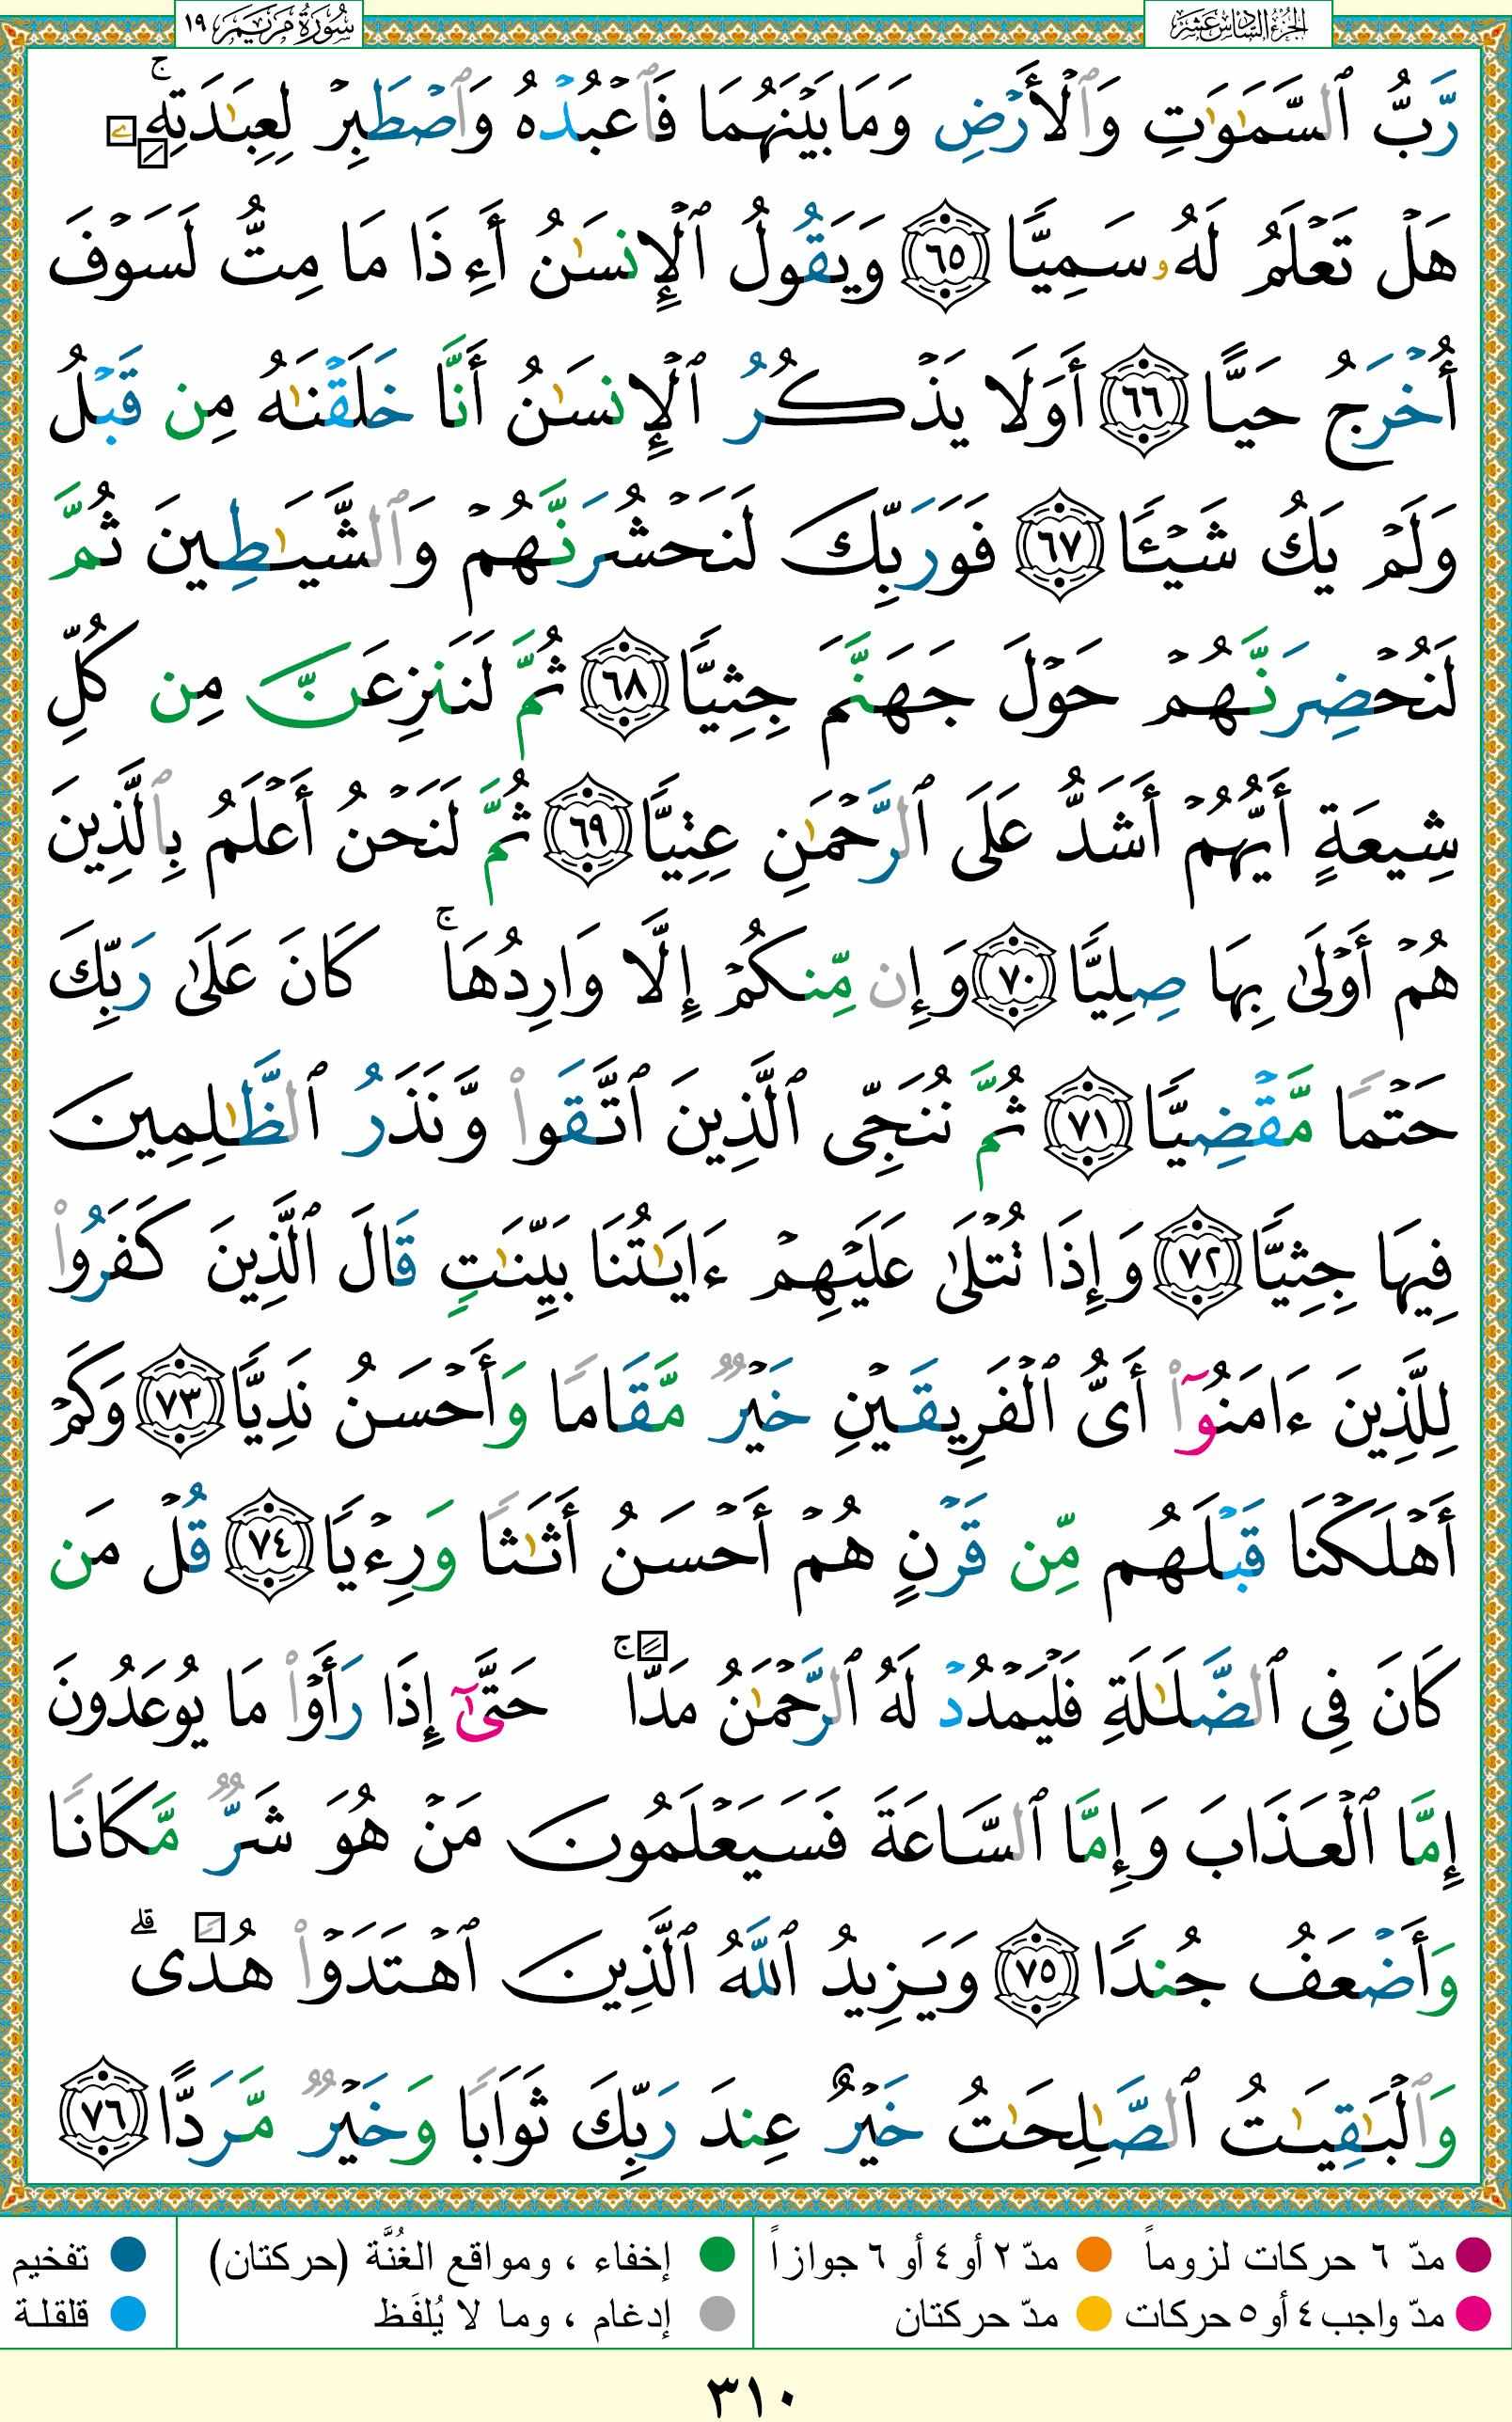 الجزء السادس عشر
سورة مريم ١٩
رَّبُّ ٱلسَّمَٰوَٰتِ وَٱلْأَرْضِ وَمَا بَيْنَهُمَا فَٱعْبُدْهُ وَٱصْطَبِرْ لِعِبَٰدَتِهِۦ ۚ
هَلْ تَعْلَمُ لَهُۥ سَمِيًّا ٦٥ وَيَقُولُ ٱلْإِنسَٰنُ أَءِذَا مَا مِتُّ لَسَوْفَ
أُخْرَجُ حَيًّا ٦٦ أَوَلَا يَذْكُرُ ٱلْإِنسَٰنُ أَنَّا خَلَقْنَٰهُ مِن قَبْلُ
وَلَمْ يَكُ شَيْـًٔا ٦٧ فَوَرَبِّكَ لَنَحْشُرَنَّهُمْ وَٱلشَّيَٰطِينَ ثُمَّ
لَنُحْضِرَنَّهُمْ حَوْلَ جَهَنَّمَ جِثِيًّا ٦٨ ثُمَّ لَنَنزِعَنَّ مِن كُلِّ
شِيعَةٍ أَيُّهُمْ أَشَدُّ عَلَى ٱلرَّحْمَٰنِ عِتِيًّا ٦٩ ثُمَّ لَنَحْنُ أَعْلَمُ بِٱلَّذِينَ
هُمْ أَوْلَىٰ بِهَا صِلِيًّا ٧٠ وَإِن مِّنكُمْ إِلَّا وَارِدُهَا ۚ كَانَ عَلَىٰ رَبِّكَ
حَتْمًا مَّقْضِيًّا ٧١ ثُمَّ نُنَجِّى ٱلَّذِينَ ٱتَّقَوا۟ وَّنَذَرُ ٱلظَّٰلِمِينَ
فِيهَا جِثِيًّا ٧٢ وَإِذَا تُتْلَىٰ عَلَيْهِمْ ءَايَٰتُنَا بَيِّنَٰتٍ قَالَ ٱلَّذِينَ كَفَرُوا۟
لِلَّذِينَ ءَامَنُوٓا۟ أَىُّ ٱلْفَرِيقَيْنِ خَيْرٌ مَّقَامًا وَأَحْسَنُ نَدِيًّا ٧٣ وَكَمْ
أَهْلَكْنَا قَبْلَهُم مِّن قَرْنٍ هُمْ أَحْسَنُ أَثَٰثًا وَرِءْيًا ٧٤ قُلْ مَن
كَانَ فِى ٱلضَّلَٰلَةِ فَلْيَمْدُدْ لَهُ ٱلرَّحْمَٰنُ مَدًّا ۚ حَتَّىٰٓ إِذَا رَأَوْا۟ مَا يُوعَدُونَ
إِمَّا ٱلْعَذَابَ وَإِمَّا ٱلسَّاعَةَ فَسَيَعْلَمُونَ مَنْ هُوَ شَرٌّ مَّكَانًا
وَأَضْعَفُ جُندًا ٧٥ وَيَزِيدُ ٱللَّهُ ٱلَّذِينَ ٱهْتَدَوْا۟ هُدًى ۗ
وَٱلْبَٰقِيَٰتُ ٱلصَّٰلِحَٰتُ خَيْرٌ عِندَ رَبِّكَ ثَوَابًا وَخَيْرٌ مَّرَدًّا ٧٦
مدّ ٦ حركات لزوماً مدّ ٢ أو ٤ أو ٦ جوازاً إخفاء ، ومواقع الغُنَّة (حركتان) تفخيم
مدّ واجب ٤ أو ٥ حركات مدّ حركتان إدغام ، وما لا يُلفَظ قلقلة
٣١٠